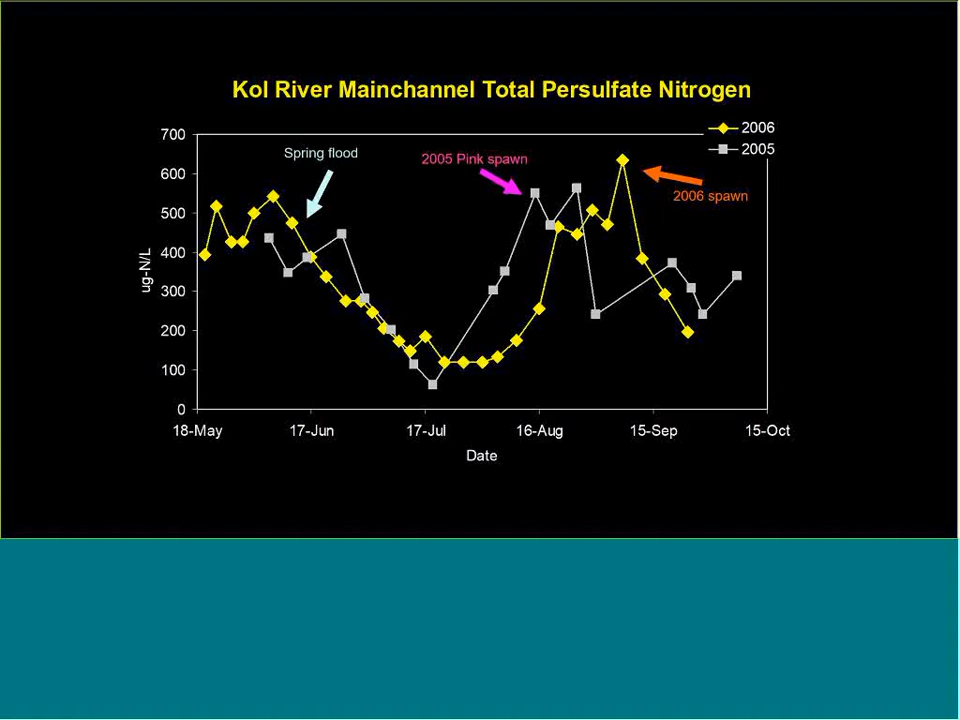 Kol River Mainchannel Total Persulfate Nitrogen
2006
2005
Spring flood
2005 Pink spawn
2006 spawn
700
600
500
400
300
200
100
0
ug-N/L
18-May 17-Jun 17-Jul 16-Aug 15-Sep 15-Oct
Date